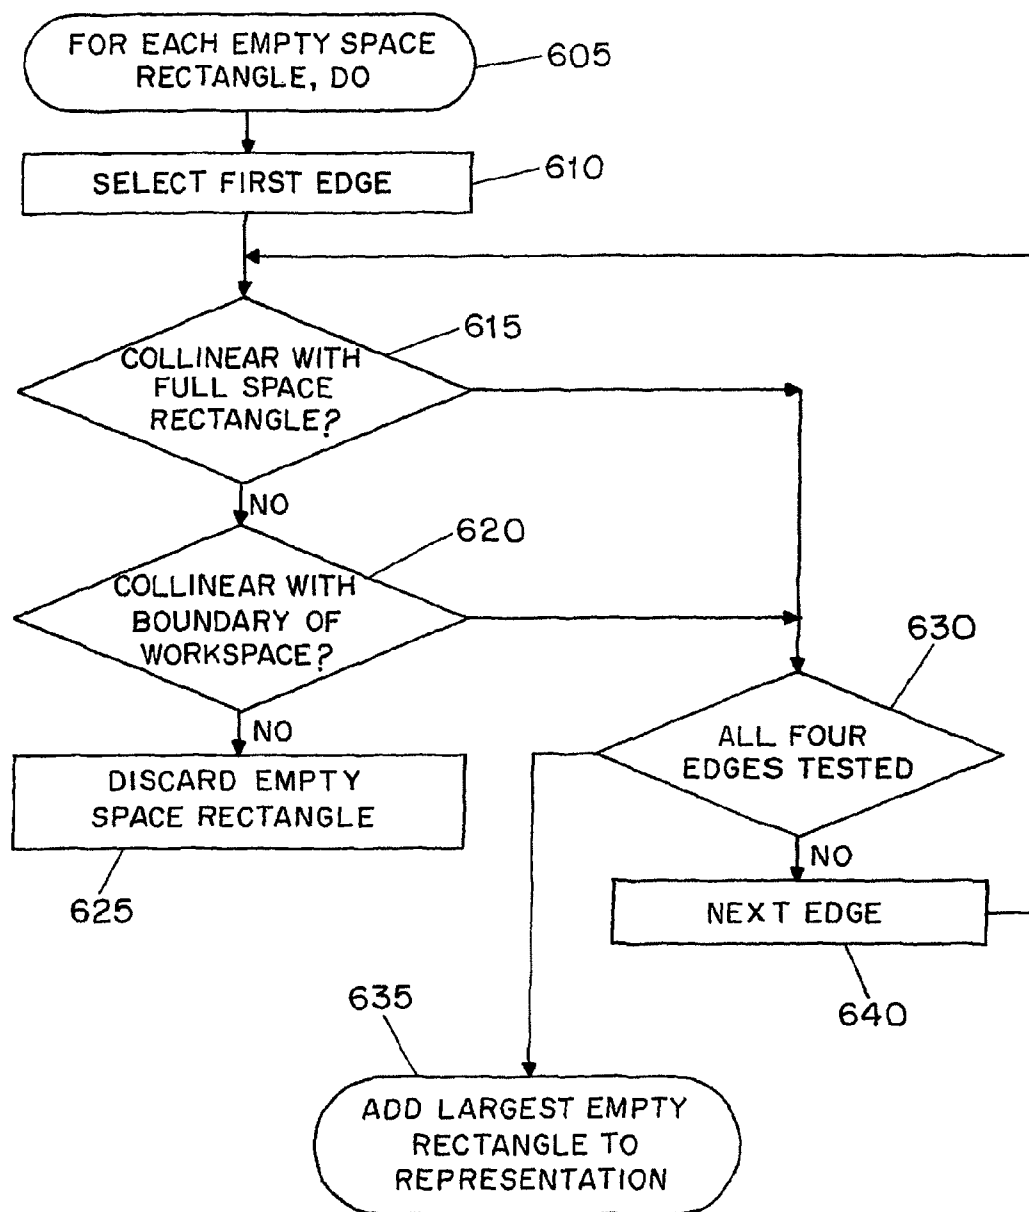 FOR EACH EMPTY SPACE
RECTANGLE, DO
605
SELECT FIRST EDGE
610
615
COLLINEAR WITH
FULL SPACE
RECTANGLE?
NO
620
COLLINEAR WITH
BOUNDARY OF
WORKSPACE?
630
NO
ALL FOUR
EDGES TESTED
DISCARD EMPTY
SPACE RECTANGLE
NO
625
NEXT EDGE
635
640
ADD LARGEST EMPTY
RECTANGLE TO
REPRESENTATION